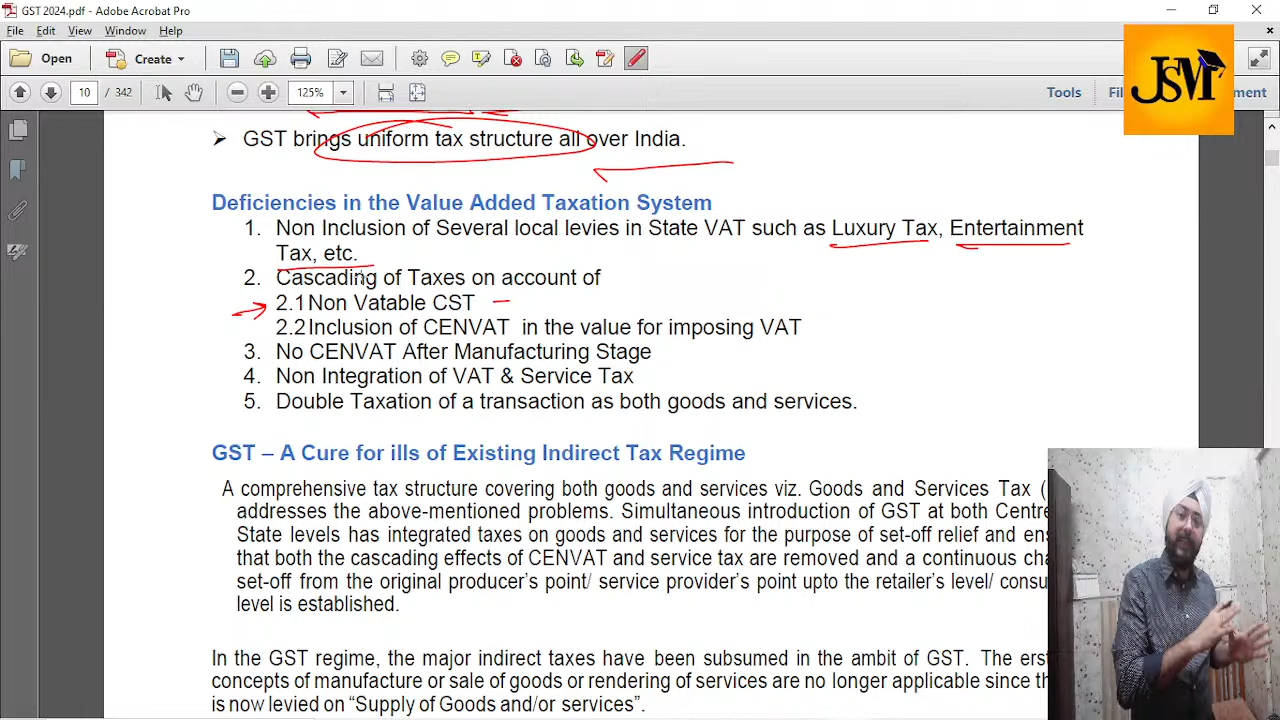 GST 2024.pdf - Adobe Acrobat Pro
File Edit View Window Help
Open Create
10 / 342 125% Tools
JSM
GST brings uniform tax structure all over India.
Deficiencies in the Value Added Taxation System
1. Non Inclusion of Several local levies in State VAT such as Luxury Tax, Entertainment
Tax, etc.
2. Cascading of Taxes on account of
2.1 Non Vatable CST
2.2 Inclusion of CENVAT in the value for imposing VAT
3. No CENVAT After Manufacturing Stage
4. Non Integration of VAT & Service Tax
5. Double Taxation of a transaction as both goods and services.
GST – A Cure for ills of Existing Indirect Tax Regime
A comprehensive tax structure covering both goods and services viz. Goods and Services Tax (
addresses the above-mentioned problems. Simultaneous introduction of GST at both Centre
State levels has integrated taxes on goods and services for the purpose of set-off relief and
that both the cascading effects of CENVAT and service tax are removed and a continuous
set-off from the original producer's point/ service provider's point upto the retailer's level/
level is established.
In the GST regime, the major indirect taxes have been subsumed in the ambit of GST. The
concepts of manufacture or sale of goods or rendering of services are no longer applicable since
is now levied on “Supply of Goods and/or services”.